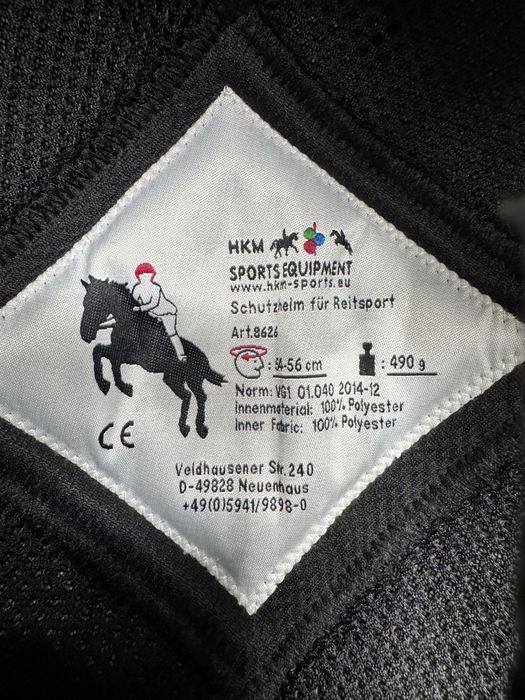 HKM
SPORTSEQUIPMENT
www.hkm-sports.eu
Schutzhelm für Reitsport
Art.8626
: 54-56 cm : 490 g
Norm: VG1 01.040 2014-12
Innenmaterial: 100% Polyester
Inner Fabric: 100% Polyester
CE
Veldhausener Str. 240
D-49828 Neuenhaus
+49(0)5941/9898-0